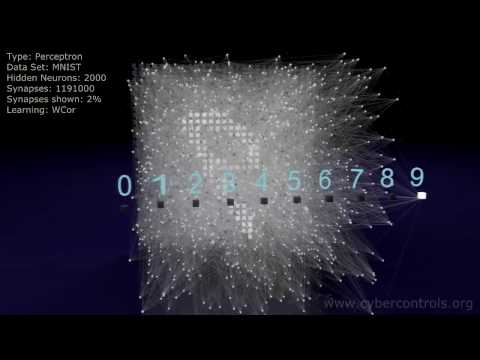 Type: Perceptron
Data Set: MNIST
Hidden Neurons: 2000
Synapses: 1191000
Synapses shown: 2%
Learning: WCor
0 1 2 3 4 5 6 7 8 9
www.cybercontrols.org